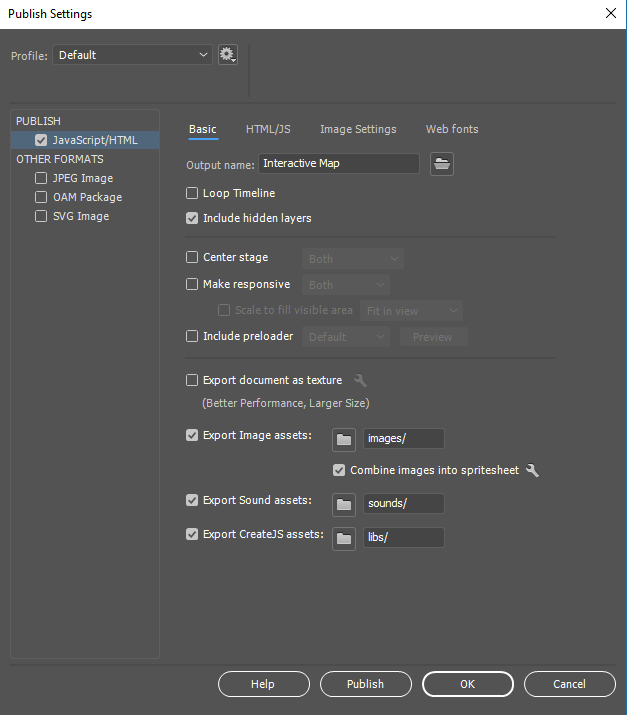 Publish Settings
Profile: Default
PUBLISH
JavaScript/HTML
OTHER FORMATS
JPEG Image
OAM Package
SVG Image
Basic HTML/JS Image Settings Web fonts
Output name: Interactive Map
Loop Timeline
Include hidden layers
Center stage Both
Make responsive Both
Scale to fill visible area Fit in view
Include preloader Default Preview
Export document as texture
(Better Performance, Larger Size)
Export Image assets: images/
Combine images into spritesheet
Export Sound assets: sounds/
Export CreateJS assets: libs/
Help Publish OK Cancel